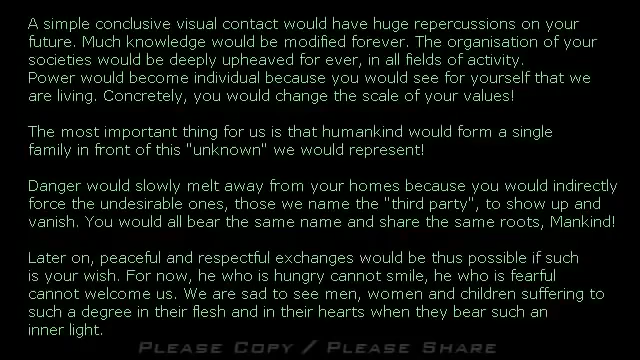 A simple conclusive visual contact would have huge repercussions on your
future. Much knowledge would be modified forever. The organisation of your
societies would be deeply upheaved for ever, in all fields of activity.
Power would become individual because you would see for yourself that we
are living. Concretely, you would change the scale of your values!
The most important thing for us is that humankind would form a single
family in front of this "unknown" we would represent!
Danger would slowly melt away from your homes because you would indirectly
force the undesirable ones, those we name the "third party", to show up and
vanish. You would all bear the same name and share the same roots, Mankind!
Later on, peaceful and respectful exchanges would be thus possible if such
is your wish. For now, he who is hungry cannot smile, he who is fearful
cannot welcome us. We are sad to see men, women and children suffering to
such a degree in their flesh and in their hearts when they bear such an
inner light.
Please Copy / Please Share